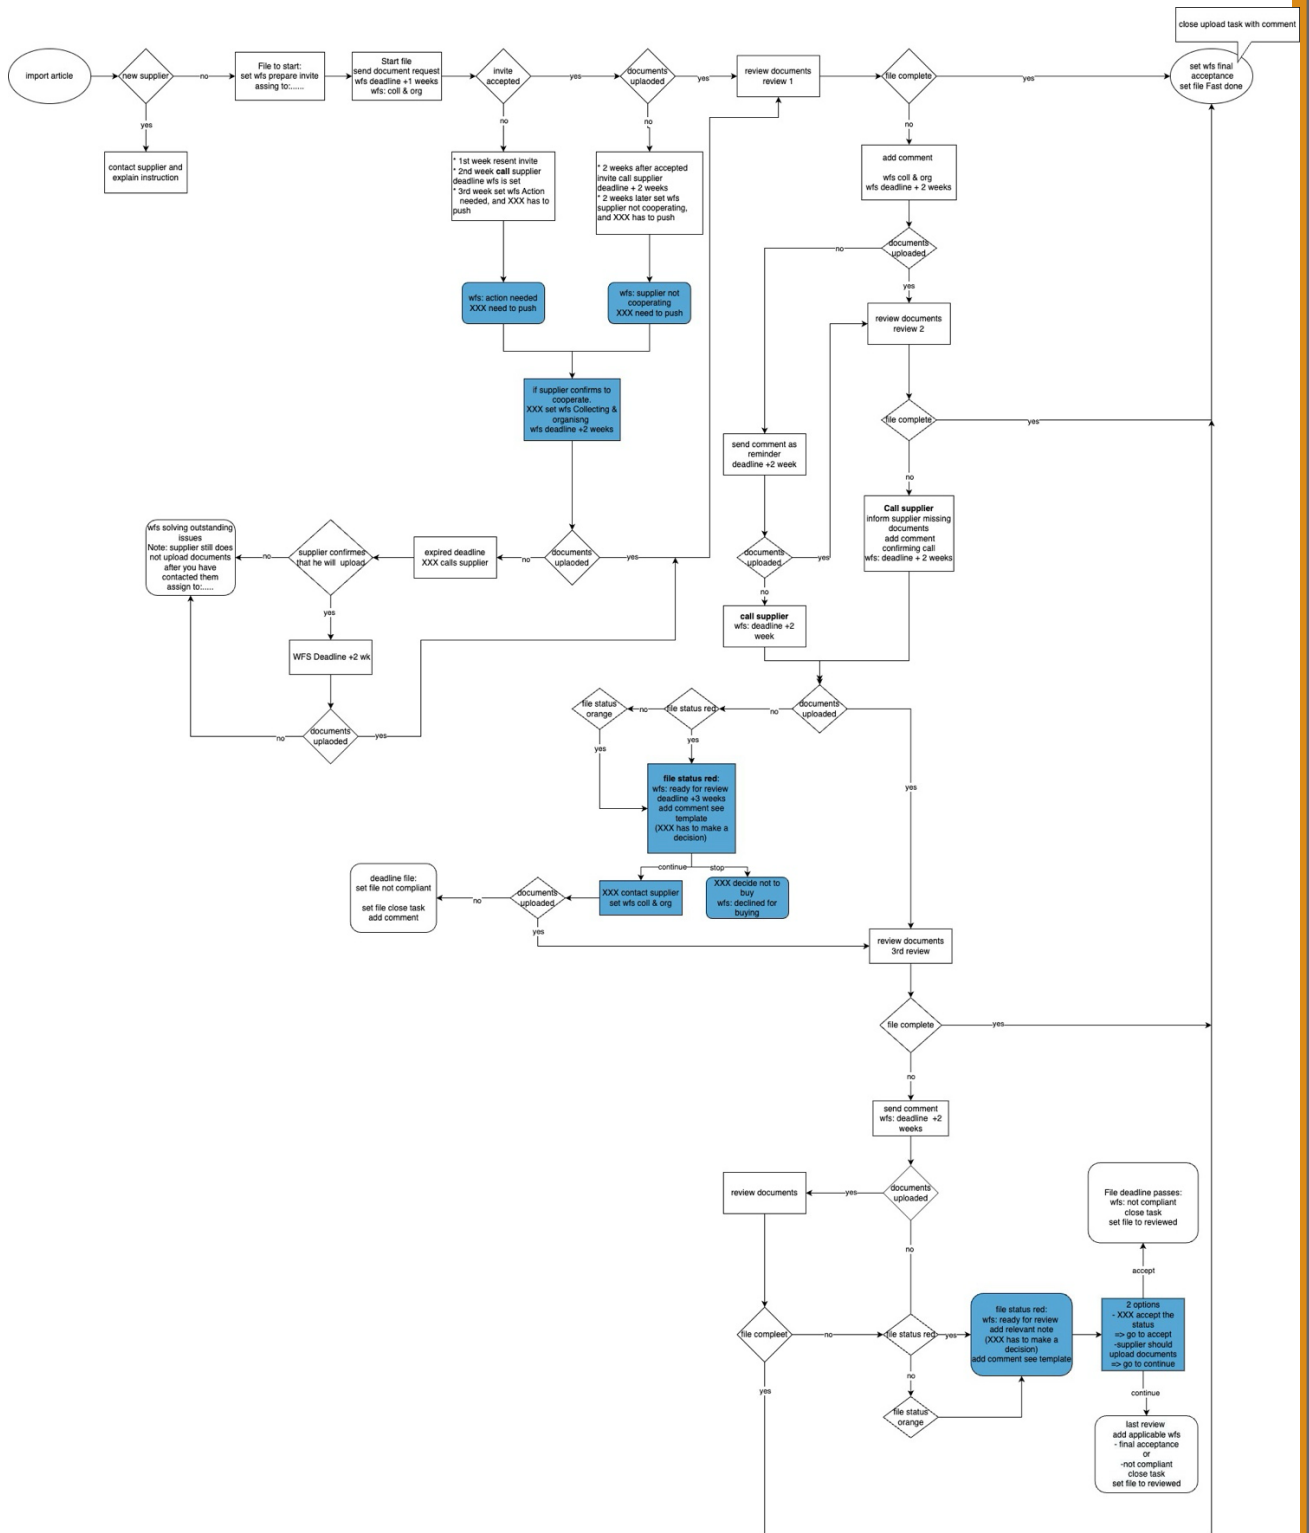 close upload task with comment
import article
new supplier
no
File to start:
set wfs prepare invite
assing to:......
Start file
send document request
wfs deadline +1 weeks
wfs: coll & org
invite
accepted
yes
documents
uplaoded
yes
review documents
review 1
file complete
yes
set wfs final
acceptance
set file Fast done
yes
no
no
no
contact supplier and
explain instruction
* 1st week resent invite
* 2nd week call supplier
deadline wfs is set
* 3rd week set wfs Action
needed, and XXX has to
push
* 2 weeks after accepted
invite call supplier
deadline + 2 weeks
* 2 weeks later set wfs
supplier not cooperating,
and XXX has to push
add comment
wfs coll & org
wfs deadline + 2 weeks
no
documents
uploaded
yes
wfs: action needed
XXX need to push
wfs: supplier not
cooperating
XXX need to push
review documents
review 2
if supplier confirms to
cooperate.
XXX set wfs Collecting &
organisng
wfs deadline +2 weeks
file complete
yes
send comment as
reminder
deadline +2 week
no
Call supplier
inform supplier missing
documents
add comment
confirming call
wfs: deadline + 2 weeks
wfs solving outstanding
issues
Note: supplier still does
not upload documents
after you have
contacted them
assign to:.....
no
supplier confirmes
that he will upload
expired deadline
XXX calls supplier
no
documents
uplaoded
yes
documents
uploaded
yes
no
yes
call supplier
wfs: deadline +2
week
WFS Deadline +2 wk
no
documents
uplaoded
yes
file status
orange
no
file status red
no
documents
uploaded
yes
yes
yes
file status red:
wfs: ready for review
deadline +3 weeks
add comment see
template
(XXX has to make a
decision)
continue
stop
deadline file:
set file not compliant
set file close task
add comment
no
documents
uploaded
XXX contact supplier
set wfs coll & org
XXX decide not to
buy
wfs: declined for
buying
yes
review documents
3rd review
file complete
yes
no
send comment
wfs: deadline +2
weeks
review documents
yes
documents
uploaded
File deadline passes:
wfs: not compliant
close task
set file to reviewed
no
accept
file compleet
no
file status red
yes
file status red:
wfs: ready for review
add relevant note
(XXX has to make a
decision)
add comment see template
2 options
- XXX accept the
status
=> go to accept
-supplier should
upload documents
=> go to continue
no
yes
continue
file status
orange
last review
add applicable wfs
- final acceptance
or
-not compliant
close task
set file to reviewed